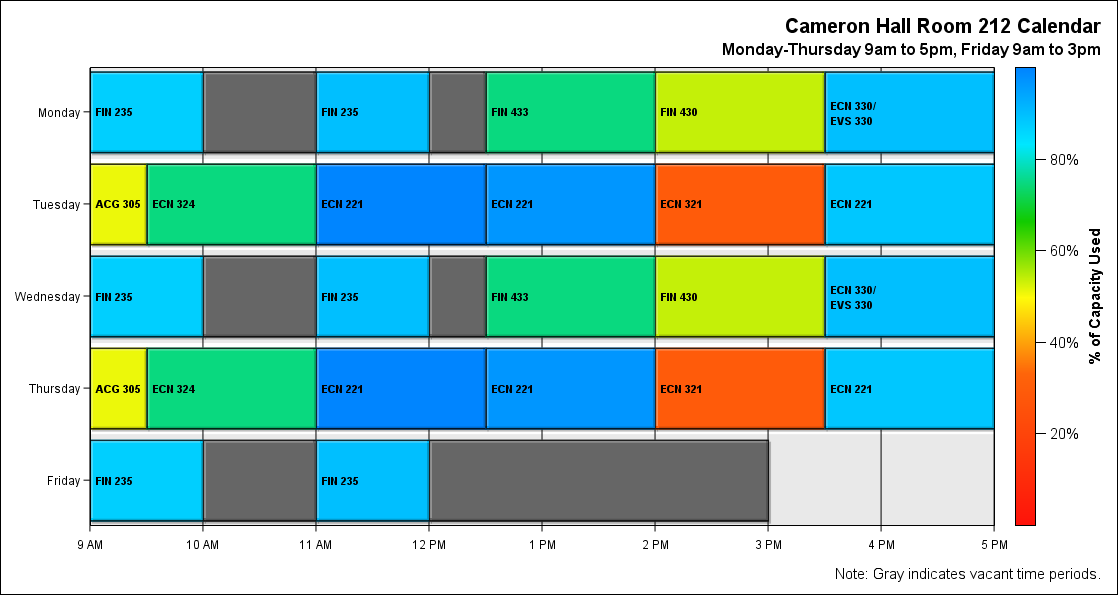 Cameron Hall Room 212 Calendar
Monday-Thursday 9am to 5pm, Friday 9am to 3pm
Monday
FIN 235
FIN 235
FIN 433
FIN 430
ECN 330/
EVS 330
Tuesday
ACG 305
ECN 324
ECN 221
ECN 221
ECN 321
ECN 221
Wednesday
FIN 235
FIN 235
FIN 433
FIN 430
ECN 330/
EVS 330
Thursday
ACG 305
ECN 324
ECN 221
ECN 221
ECN 321
ECN 221
Friday
FIN 235
FIN 235
9 AM
10 AM
11 AM
12 PM
1 PM
2 PM
3 PM
4 PM
5 PM
80%
60%
40%
20%
% of Capacity Used
Note: Gray indicates vacant time periods.